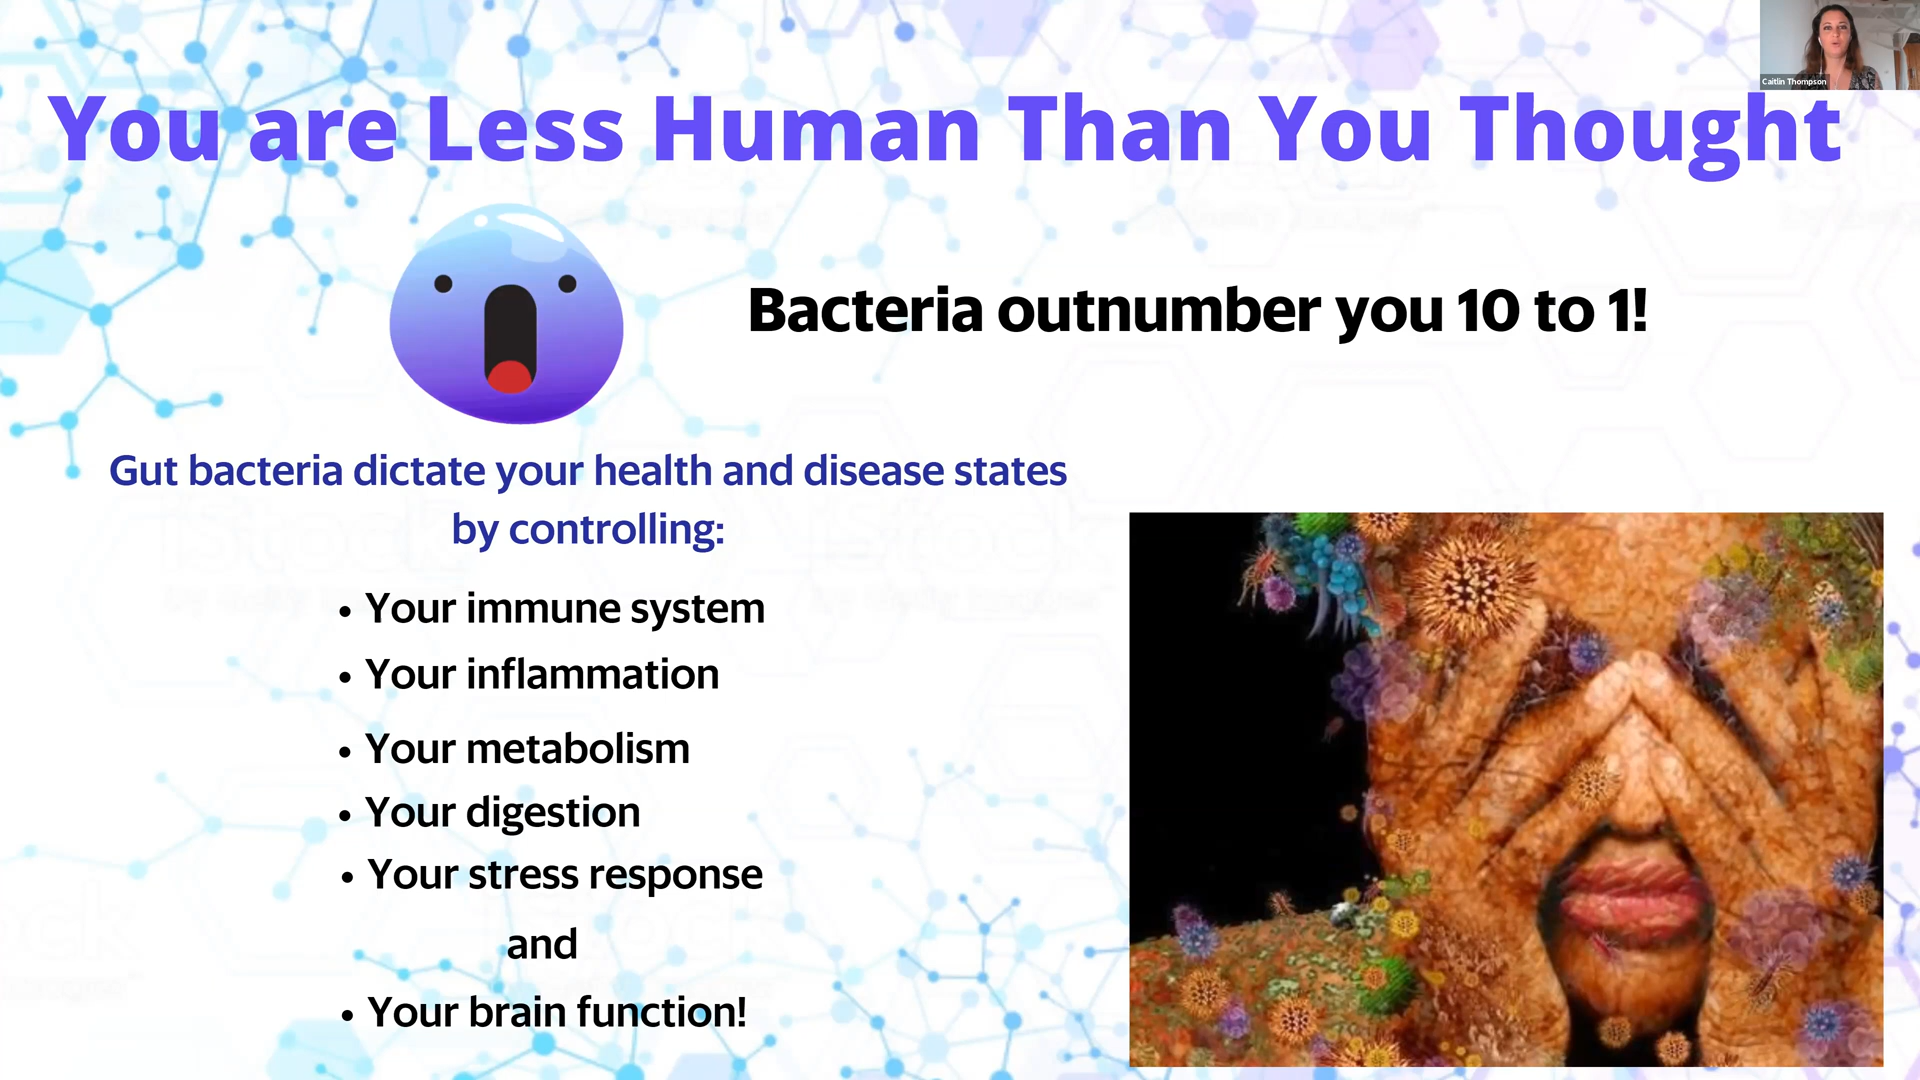 Caitlin Thompson
You are Less Human Than You Thought
Bacteria outnumber you 10 to 1!
Gut bacteria dictate your health and disease states
by controlling:
• Your immune system
• Your inflammation
• Your metabolism
• Your digestion
• Your stress response
and
• Your brain function!
iStock
iStock